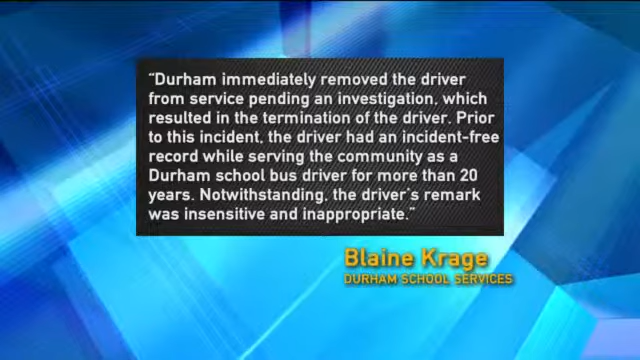 “Durham immediately removed the driver
from service pending an investigation, which
resulted in the termination of the driver. Prior
to this incident, the driver had an incident-free
record while serving the community as a
Durham school bus driver for more than 20
years. Notwithstanding, the driver's remark
was insensitive and inappropriate.”
Blaine Krage
DURHAM SCHOOL SERVICES